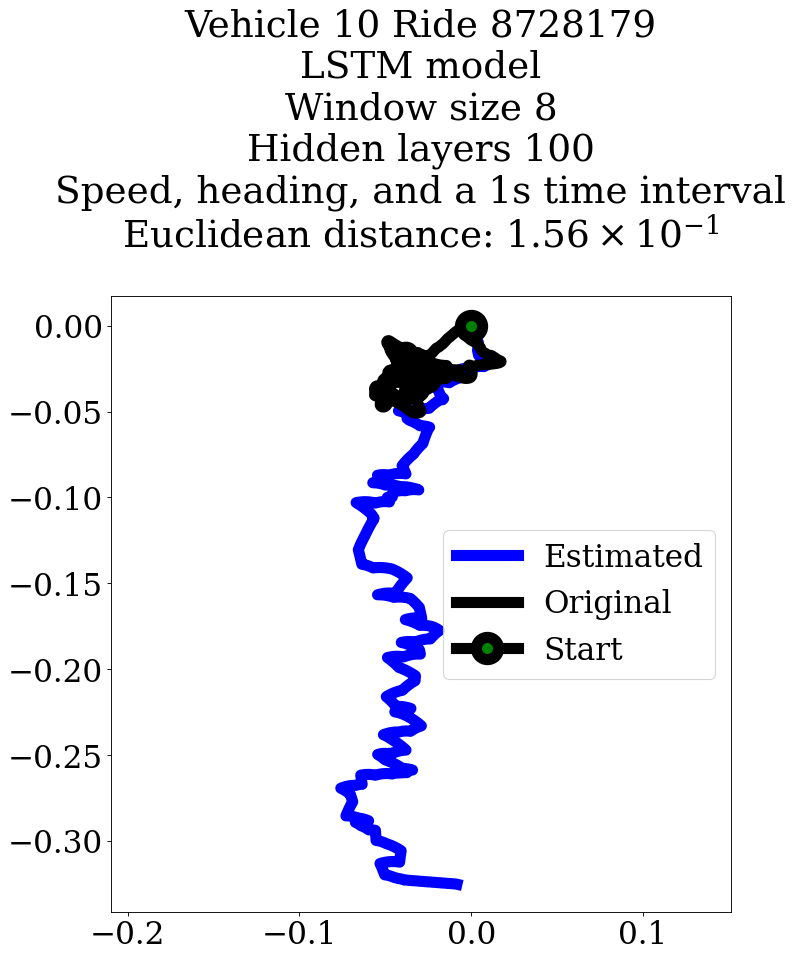 Vehicle 10 Ride 8728179
LSTM model
Window size 8
Hidden layers 100
Speed, heading, and a 1s time interval
Euclidean distance: 1.56 × 10⁻¹
0.00
−0.05
−0.10
−0.15
−0.20
−0.25
−0.30
Estimated
Original
Start
−0.2
−0.1
0.0
0.1